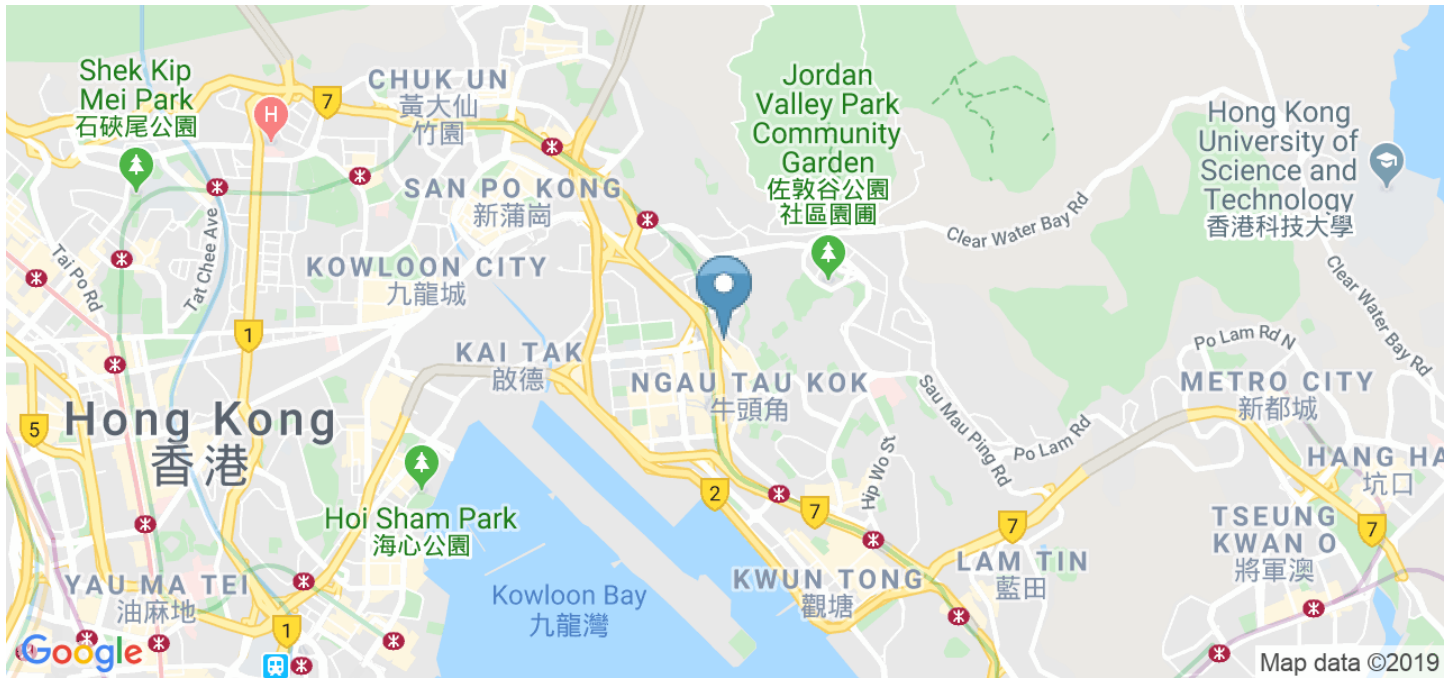 Shek Kip
Mei Park
石硤尾公園
7
H
CHUK UN
黃大仙
竹園
Jordan
Valley Park
Community
Garden
佐敦谷公園
社區園圃
Hong Kong
University of
Science and
Technology
香港科技大學
SAN PO KONG
新蒲崗
Tat Chee Ave
Tai Po Rd
KOWLOON CITY
九龍城
Clear Water Bay Rd
Clear Water Bay Rd
1
KAI TAK
啟德
NGAU TAU KOK
牛頭角
Po Lam Rd N
METRO CITY
新都城
Sau Mau Ping Rd
Po Lam Rd
Hip Wo St
5
Hong Kong
香港
HANG HA
坑口
Hoi Sham Park
海心公園
2
7
7
7
TSEUNG
KWAN O
將軍澳
YAU MA TEI
油麻地
Kowloon Bay
九龍灣
KWUN TONG
觀塘
LAM TIN
藍田
1
Google
Map data ©2019